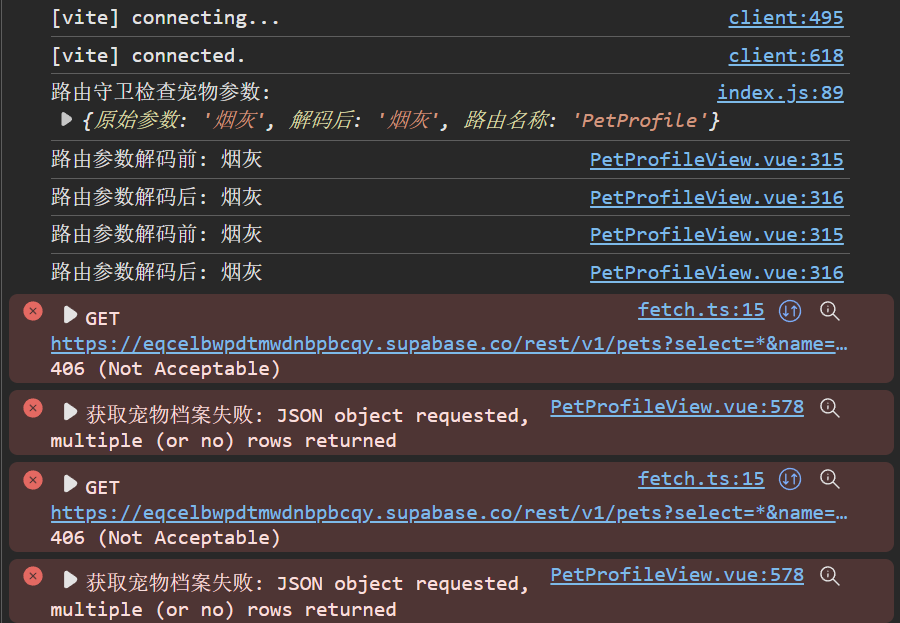 [vite] connecting... client:495
[vite] connected. client:618
路由守卫检查宠物参数: index.js:89
{原始参数: '烟灰', 解码后: '烟灰', 路由名称: 'PetProfile'}
路由参数解码前: 烟灰 PetProfileView.vue:315
路由参数解码后: 烟灰 PetProfileView.vue:316
路由参数解码前: 烟灰 PetProfileView.vue:315
路由参数解码后: 烟灰 PetProfileView.vue:316
GET fetch.ts:15
https://eqcelbwpdtmwdnbpbcqy.supabase.co/rest/v1/pets?select=*&name=…
406 (Not Acceptable)
获取宠物档案失败: JSON object requested, PetProfileView.vue:578
multiple (or no) rows returned
GET fetch.ts:15
https://eqcelbwpdtmwdnbpbcqy.supabase.co/rest/v1/pets?select=*&name=…
406 (Not Acceptable)
获取宠物档案失败: JSON object requested, PetProfileView.vue:578
multiple (or no) rows returned